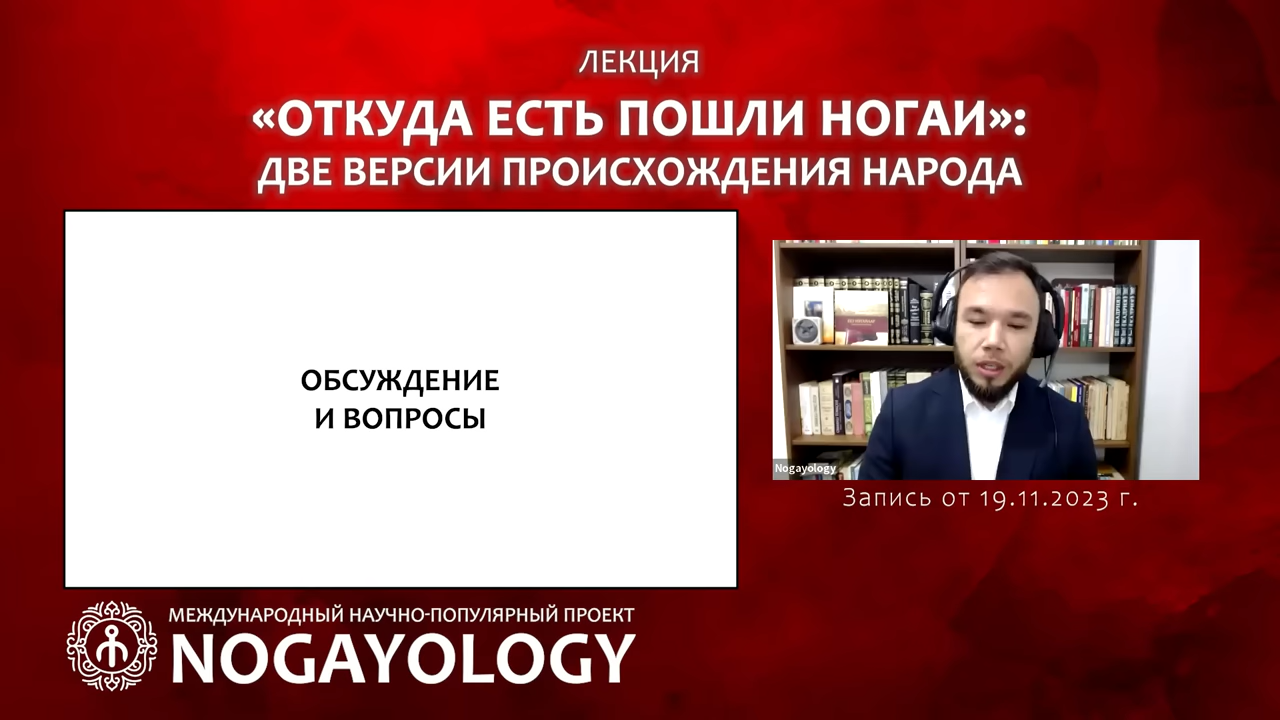 ЛЕКЦИЯ
«ОТКУДА ЕСТЬ ПОШЛИ НОГАИ»:
ДВЕ ВЕРСИИ ПРОИСХОЖДЕНИЯ НАРОДА
ОБСУЖДЕНИЕ
И ВОПРОСЫ
Nogayology
Запись от 19.11.2023 г.
МЕЖДУНАРОДНЫЙ НАУЧНО-ПОПУЛЯРНЫЙ ПРОЕКТ
NOGAYOLOGY